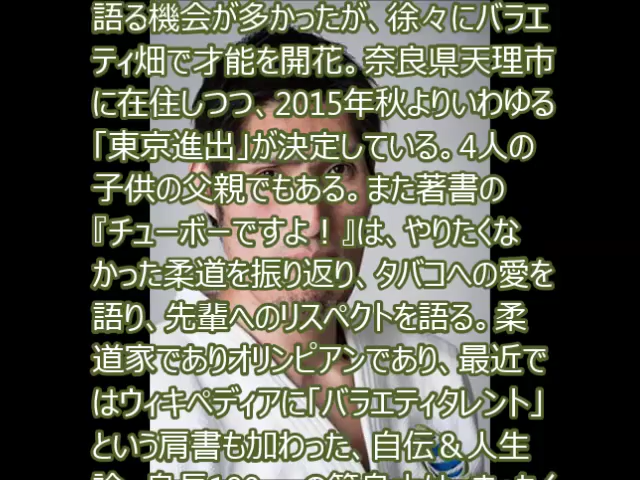 語る機会が多かったが、徐々にバラエ
ティ畑で才能を開花。奈良県天理市
に在住しつつ、2015年秋よりいわゆる
「東京進出」が決定している。4人の
子供の父親でもある。また著書の
『チューボーですよ！』は、やりたくな
かった柔道を振り返り、タバコへの愛を
語り、先輩へのリスペクトを語る。柔
道家でありオリンピアンであり、最近で
はウィキペディアに「バラエティタレント」
という肩書も加わった、自伝＆人生